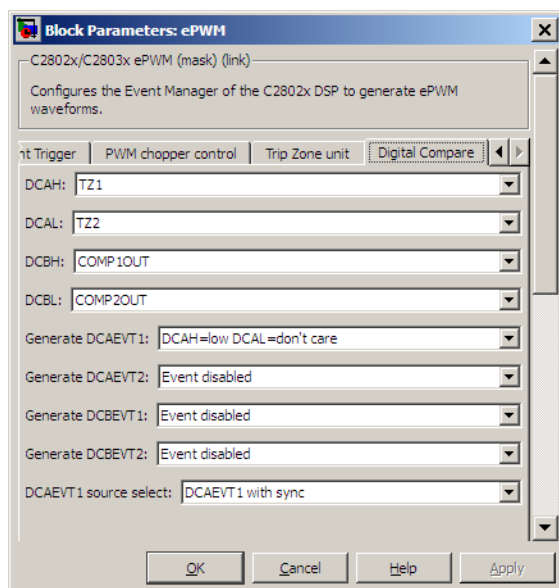 Block Parameters: ePWM
C2802x/C2803x ePWM (mask) (link)
Configures the Event Manager of the C2802x DSP to generate ePWM
waveforms.
nt Trigger PWM chopper control Trip Zone unit Digital Compare
DCAH: TZ1
DCAL: TZ2
DCBH: COMP1OUT
DCBL: COMP2OUT
Generate DCAEVT1: DCAH=low DCAL=don't care
Generate DCAEVT2: Event disabled
Generate DCBEVT1: Event disabled
Generate DCBEVT2: Event disabled
DCAEVT1 source select: DCAEVT1 with sync
OK Cancel Help Apply